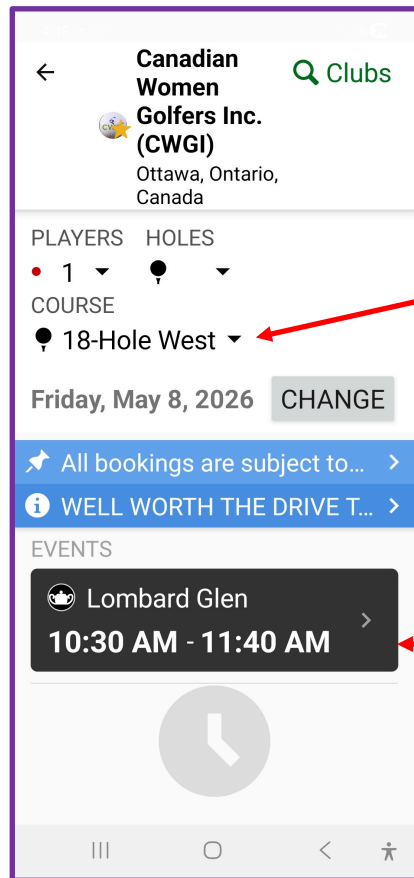 Canadian
Women
Golfers Inc.
(CWGI)
Clubs
Ottawa, Ontario,
Canada
PLAYERS HOLES
1
COURSE
18-Hole West
Friday, May 8, 2026 CHANGE
All bookings are subject to...
WELL WORTH THE DRIVE T...
EVENTS
Lombard Glen
10:30 AM - 11:40 AM